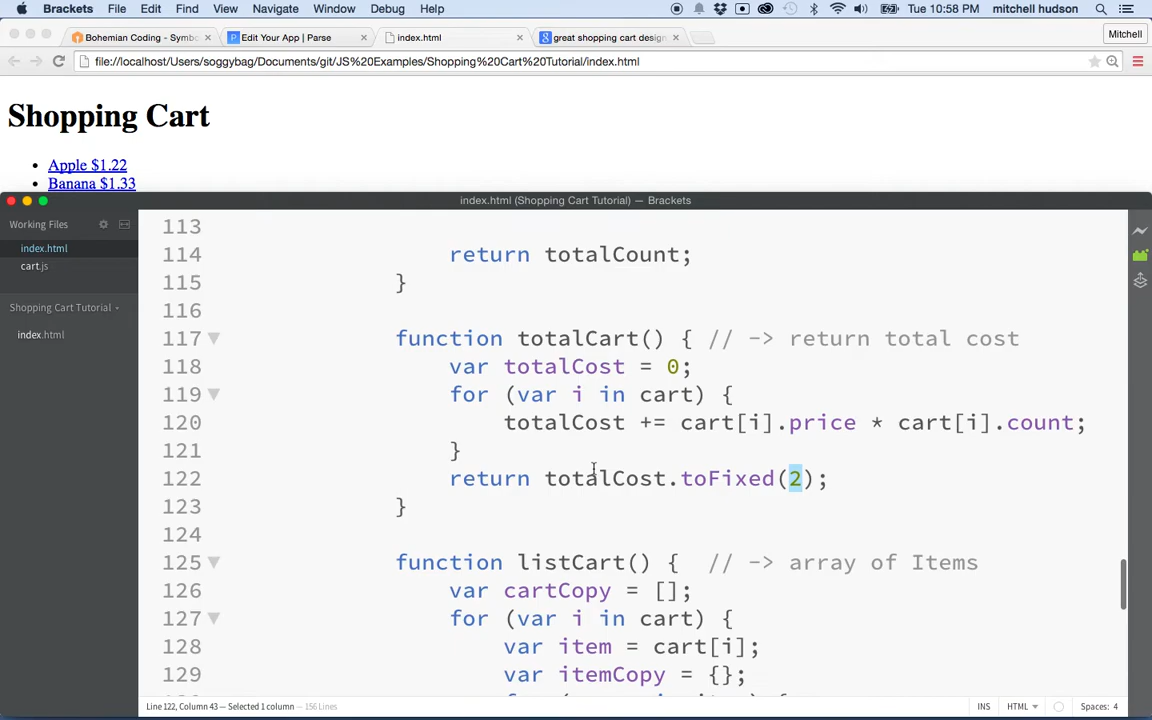 Brackets File Edit Find View Navigate Window Debug Help Tue 10:58 PM mitchell hudson
Bohemian Coding - Symbo × Edit Your App | Parse × index.html × great shopping cart design × Mitchell
file://localhost/Users/soggybag/Documents/git/JS%20Examples/Shopping%20Cart%20Tutorial/index.html
Shopping Cart
• Apple $1.22
• Banana $1.33
index.html (Shopping Cart Tutorial) — Brackets
Working Files
index.html
cart.js
Shopping Cart Tutorial
index.html
113
114 return totalCount;
115 }
116
117 function totalCart() { // -> return total cost
118 var totalCost = 0;
119 for (var i in cart) {
120 totalCost += cart[i].price * cart[i].count;
121 }
122 return totalCost.toFixed(2);
123 }
124
125 function listCart() { // -> array of Items
126 var cartCopy = [];
127 for (var i in cart) {
128 var item = cart[i];
129 var itemCopy = {};
Line 122, Column 43 — Selected 1 column — 156 Lines INS HTML Spaces: 4